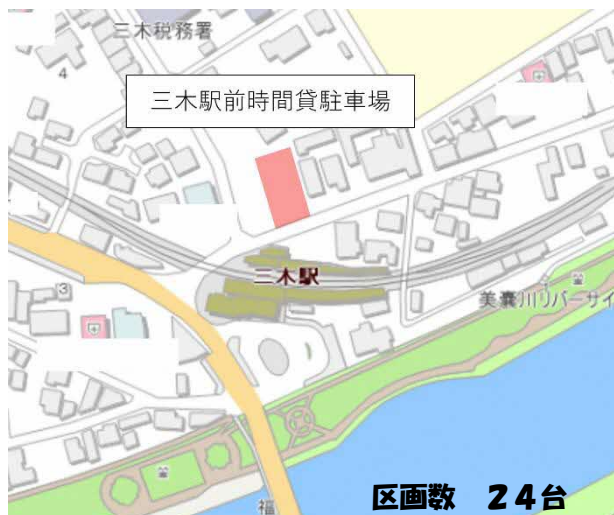 三木税務署
4
三木駅前時間貸駐車場
三木駅
3
美嚢川リバーサイ
福
区画数 24台